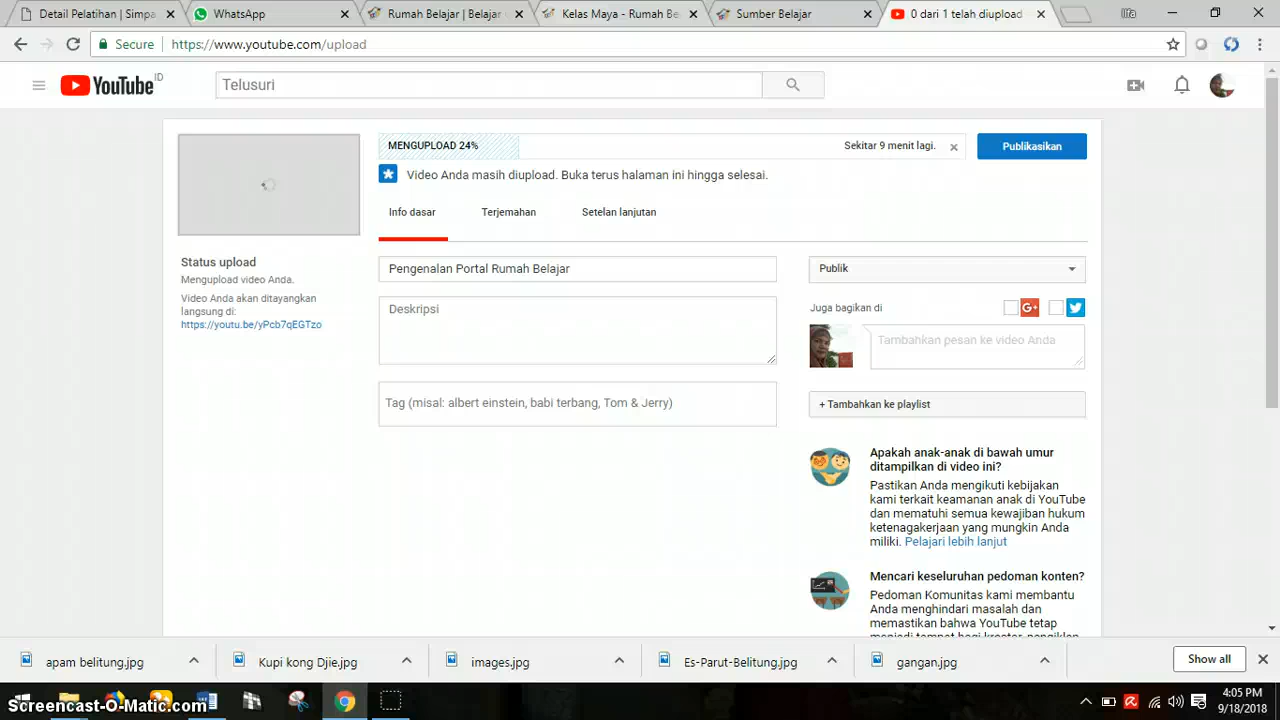 Detail Pelatihan | Simpa
WhatsApp
Rumah Belajar | Belajar
Kelas Maya - Rumah Be
Sumber Belajar
0 dari 1 telah diupload
Illa
Secure
https://www.youtube.com/upload
YouTube ID
Telusuri
MENGUPLOAD 24%
Sekitar 9 menit lagi.
Publikasikan
Video Anda masih diupload. Buka terus halaman ini hingga selesai.
Info dasar
Terjemahan
Setelan lanjutan
Status upload
Mengupload video Anda.
Video Anda akan ditayangkan
langsung di:
https://youtu.be/yPcb7qEGTzo
Pengenalan Portal Rumah Belajar
Deskripsi
Tag (misal: albert einstein, babi terbang, Tom & Jerry)
Publik
Juga bagikan di
G+
Tambahkan pesan ke video Anda
+ Tambahkan ke playlist
Apakah anak-anak di bawah umur
ditampilkan di video ini?
Pastikan Anda mengikuti kebijakan
kami terkait keamanan anak di YouTube
dan mematuhi semua kewajiban hukum
ketenagakerjaan yang mungkin Anda
miliki. Pelajari lebih lanjut
Mencari keseluruhan pedoman konten?
Pedoman Komunitas kami membantu
Anda menghindari masalah dan
memastikan bahwa YouTube tetap
menjadi tempat bagi kreator, pengiklan
apam belitung.jpg
Kupi kong Djie.jpg
images.jpg
Es-Parut-Belitung.jpg
gangan.jpg
Show all
Screencast-O-Matic.com
4:05 PM
9/18/2018